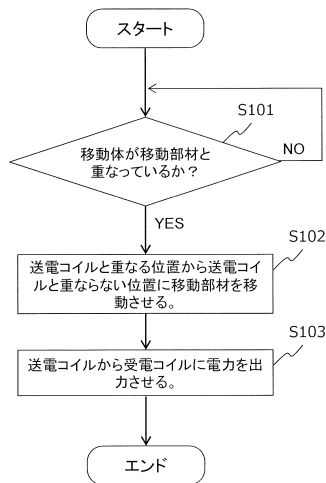 スタート
S101
移動体が移動部材と
重なっているか？
NO
YES
S102
送電コイルと重なる位置から送電コイ
ルと重ならない位置に移動部材を移
動させる。
S103
送電コイルから受電コイルに電力を出
力させる。
エンド